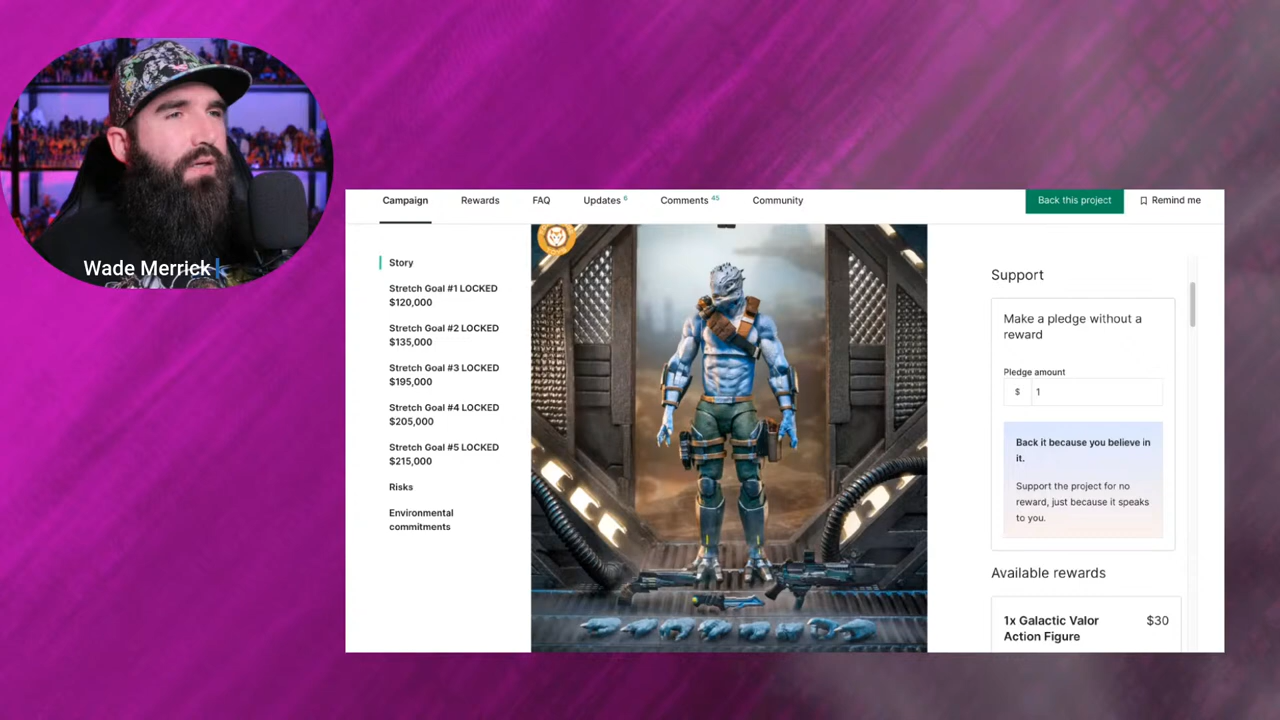 Wade Merrick
Campaign
Rewards
FAQ
Updates 6
Comments 45
Community
Back this project
Remind me
Story
Stretch Goal #1 LOCKED
$120,000
Stretch Goal #2 LOCKED
$135,000
Stretch Goal #3 LOCKED
$195,000
Stretch Goal #4 LOCKED
$205,000
Stretch Goal #5 LOCKED
$215,000
Risks
Environmental
commitments
Support
Make a pledge without a
reward
Pledge amount
$ 1
Back it because you believe in
it.
Support the project for no
reward, just because it speaks
to you.
Available rewards
1x Galactic Valor $30
Action Figure